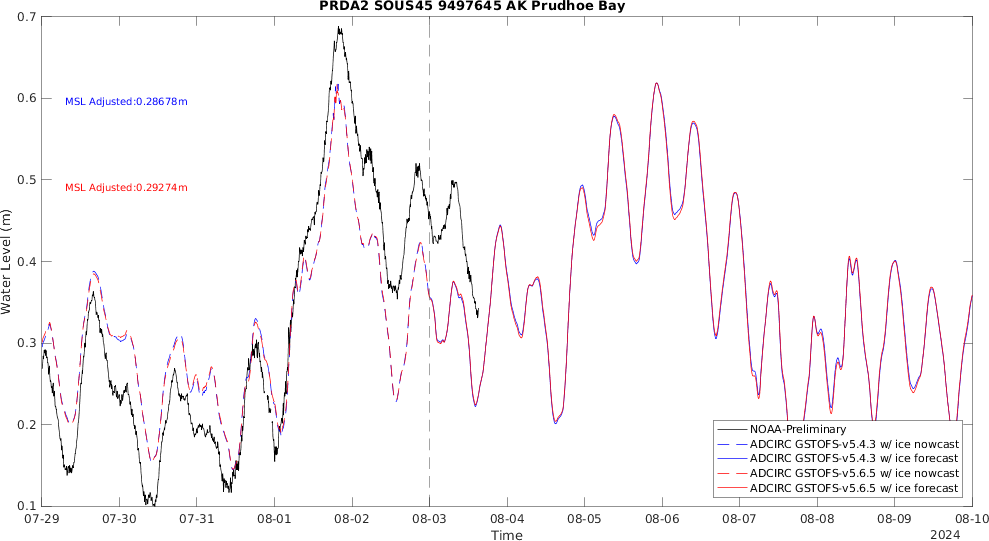 PRDA2 SOUS45 9497645 AK Prudhoe Bay
0.7
0.6
0.5
0.4
0.3
0.2
0.1
Water Level (m)
MSL Adjusted:0.28678m
MSL Adjusted:0.29274m
NOAA-Preliminary
ADCIRC GSTOFS-v5.4.3 w/ ice nowcast
ADCIRC GSTOFS-v5.4.3 w/ ice forecast
ADCIRC GSTOFS-v5.6.5 w/ ice nowcast
ADCIRC GSTOFS-v5.6.5 w/ ice forecast
07-29 07-30 07-31 08-01 08-02 08-03 08-04 08-05 08-06 08-07 08-08 08-09 08-10
Time
2024